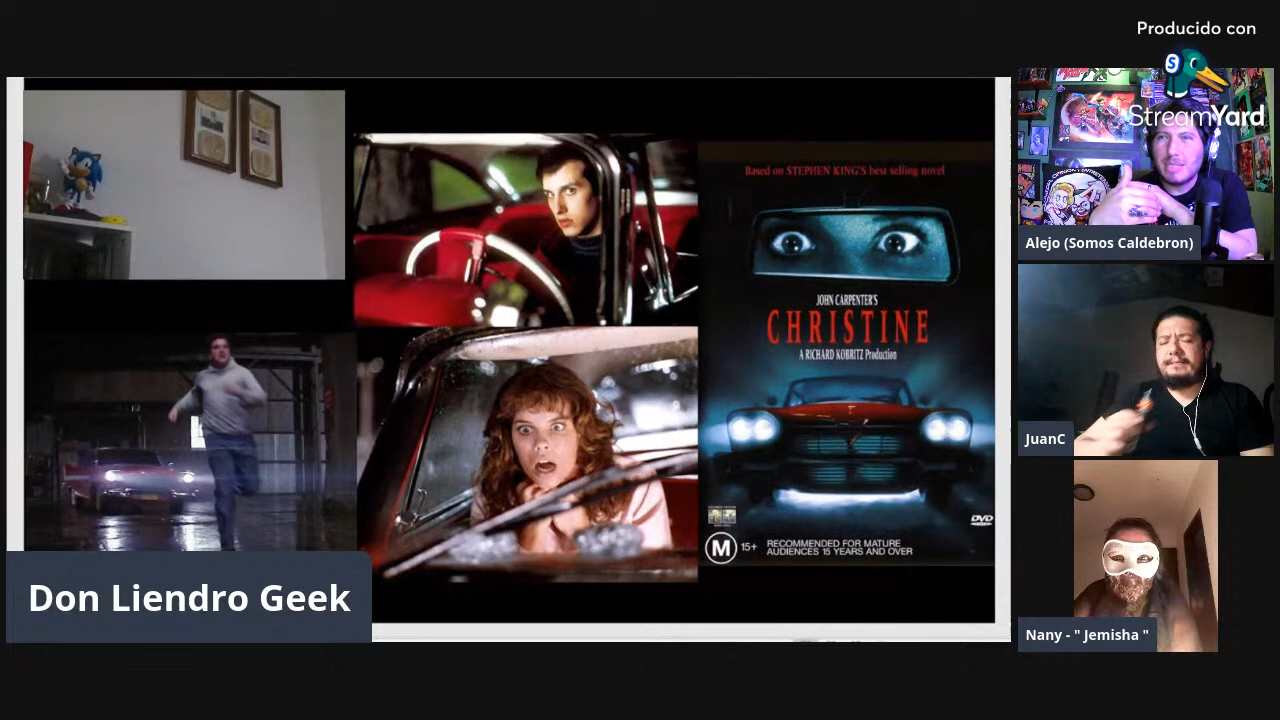 Producido con
StreamYard
Based on STEPHEN KING'S best selling novel
JOHN CARPENTER'S
CHRISTINE
A RICHARD KOBRITZ Production
M 15+
RECOMMENDED FOR MATURE
AUDIENCES 15 YEARS AND OVER
DVD
Don Liendro Geek
Alejo (Somos Caldebron)
JuanC
Nany - " Jemisha "